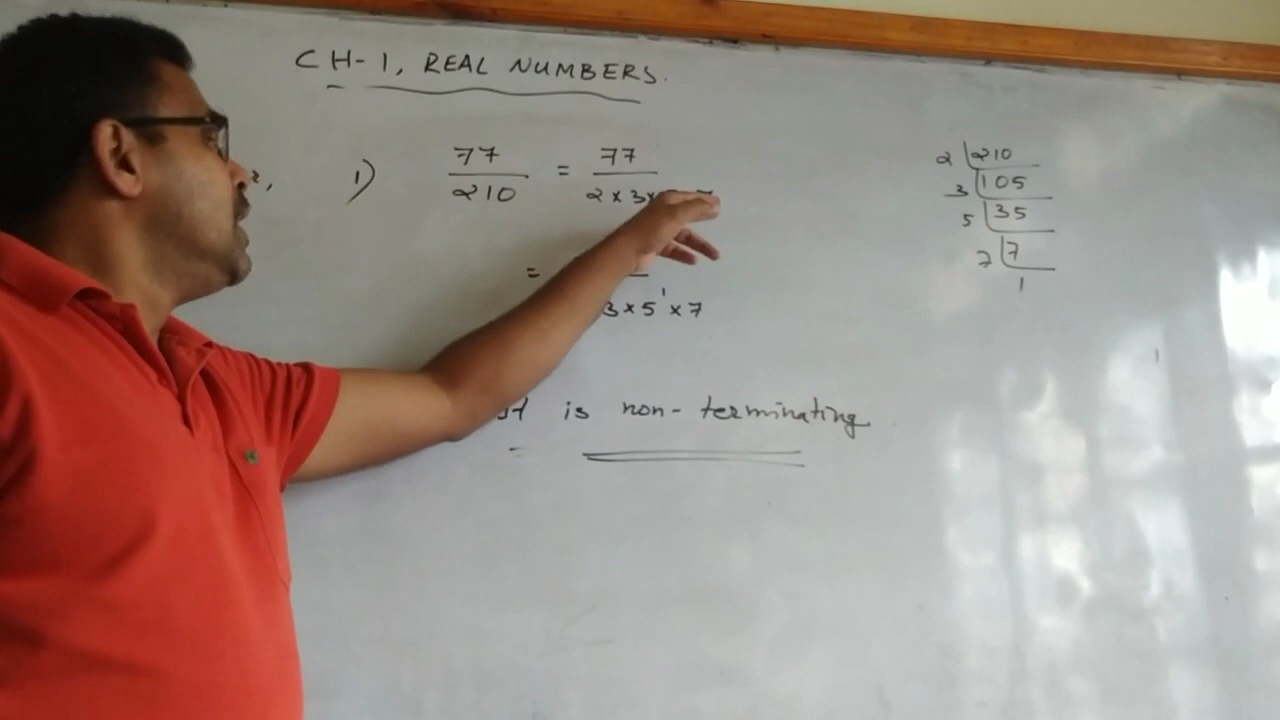 CH-1, REAL NUMBERS.
1) 77/210 = 77/2×3×
=
3×5¹×7
is non-terminating
2 210
3 105
5 35
7 7
1